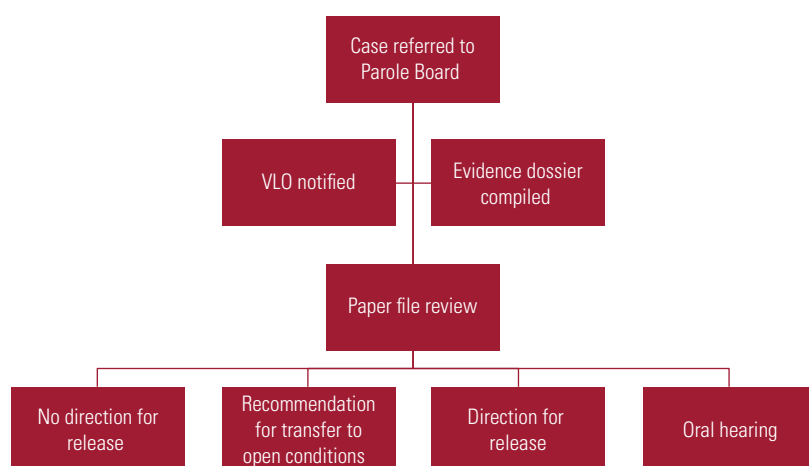 Case referred to
Parole Board
VLO notified
Evidence dossier
compiled
Paper file review
No direction for
release
Recommendation
for transfer to
open conditions
Direction for
release
Oral hearing